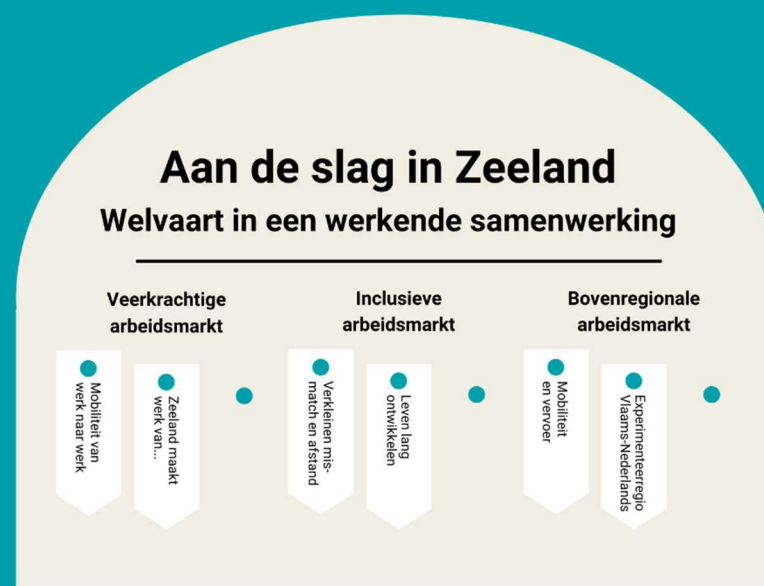 Aan de slag in Zeeland
Welvaart in een werkende samenwerking
Veerkrachtige
arbeidsmarkt
Mobiliteit van
werk naar werk
Zeeland maakt
werk van...
Inclusieve
arbeidsmarkt
Verkleinen mis-
match en afstand
Leven lang
ontwikkelen
Bovenregionale
arbeidsmarkt
Mobiliteit
en vervoer
Experimenteerregio
Vlaams-Nederlands